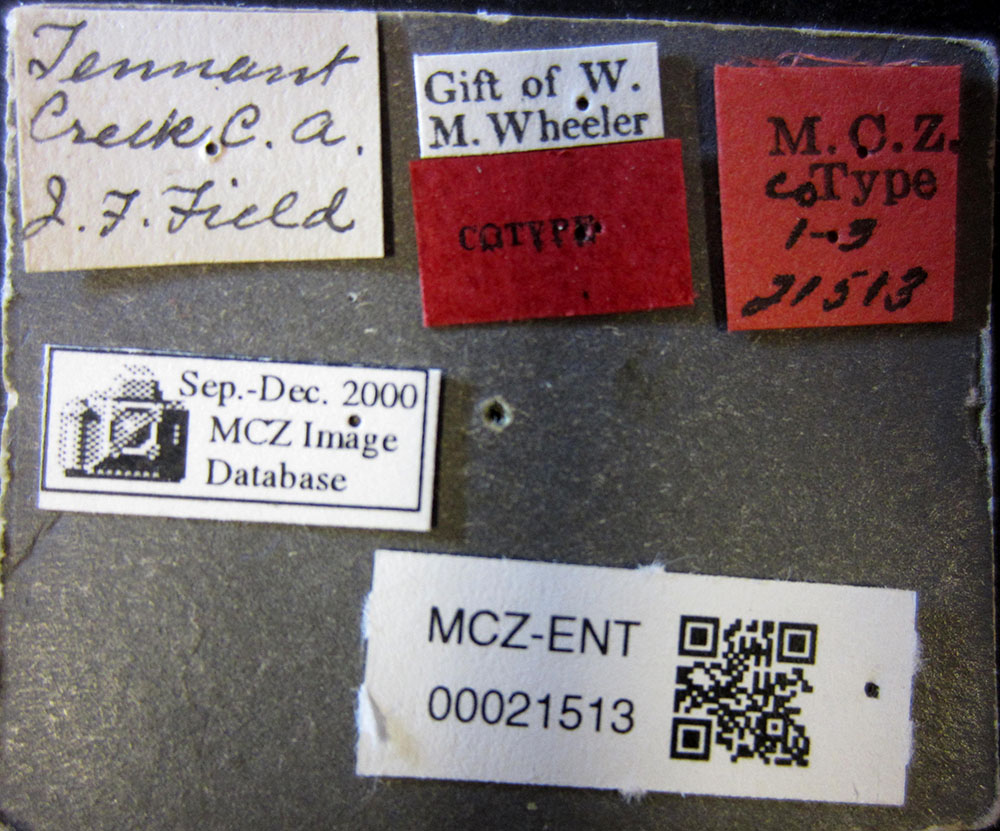 Tennant
Creek, C. A.
J. F. Field
Gift of W.
M. Wheeler
COTYPE
M.C.Z.
coType
1-3
21513
Sep.-Dec. 2000
MCZ Image
Database
MCZ-ENT
00021513